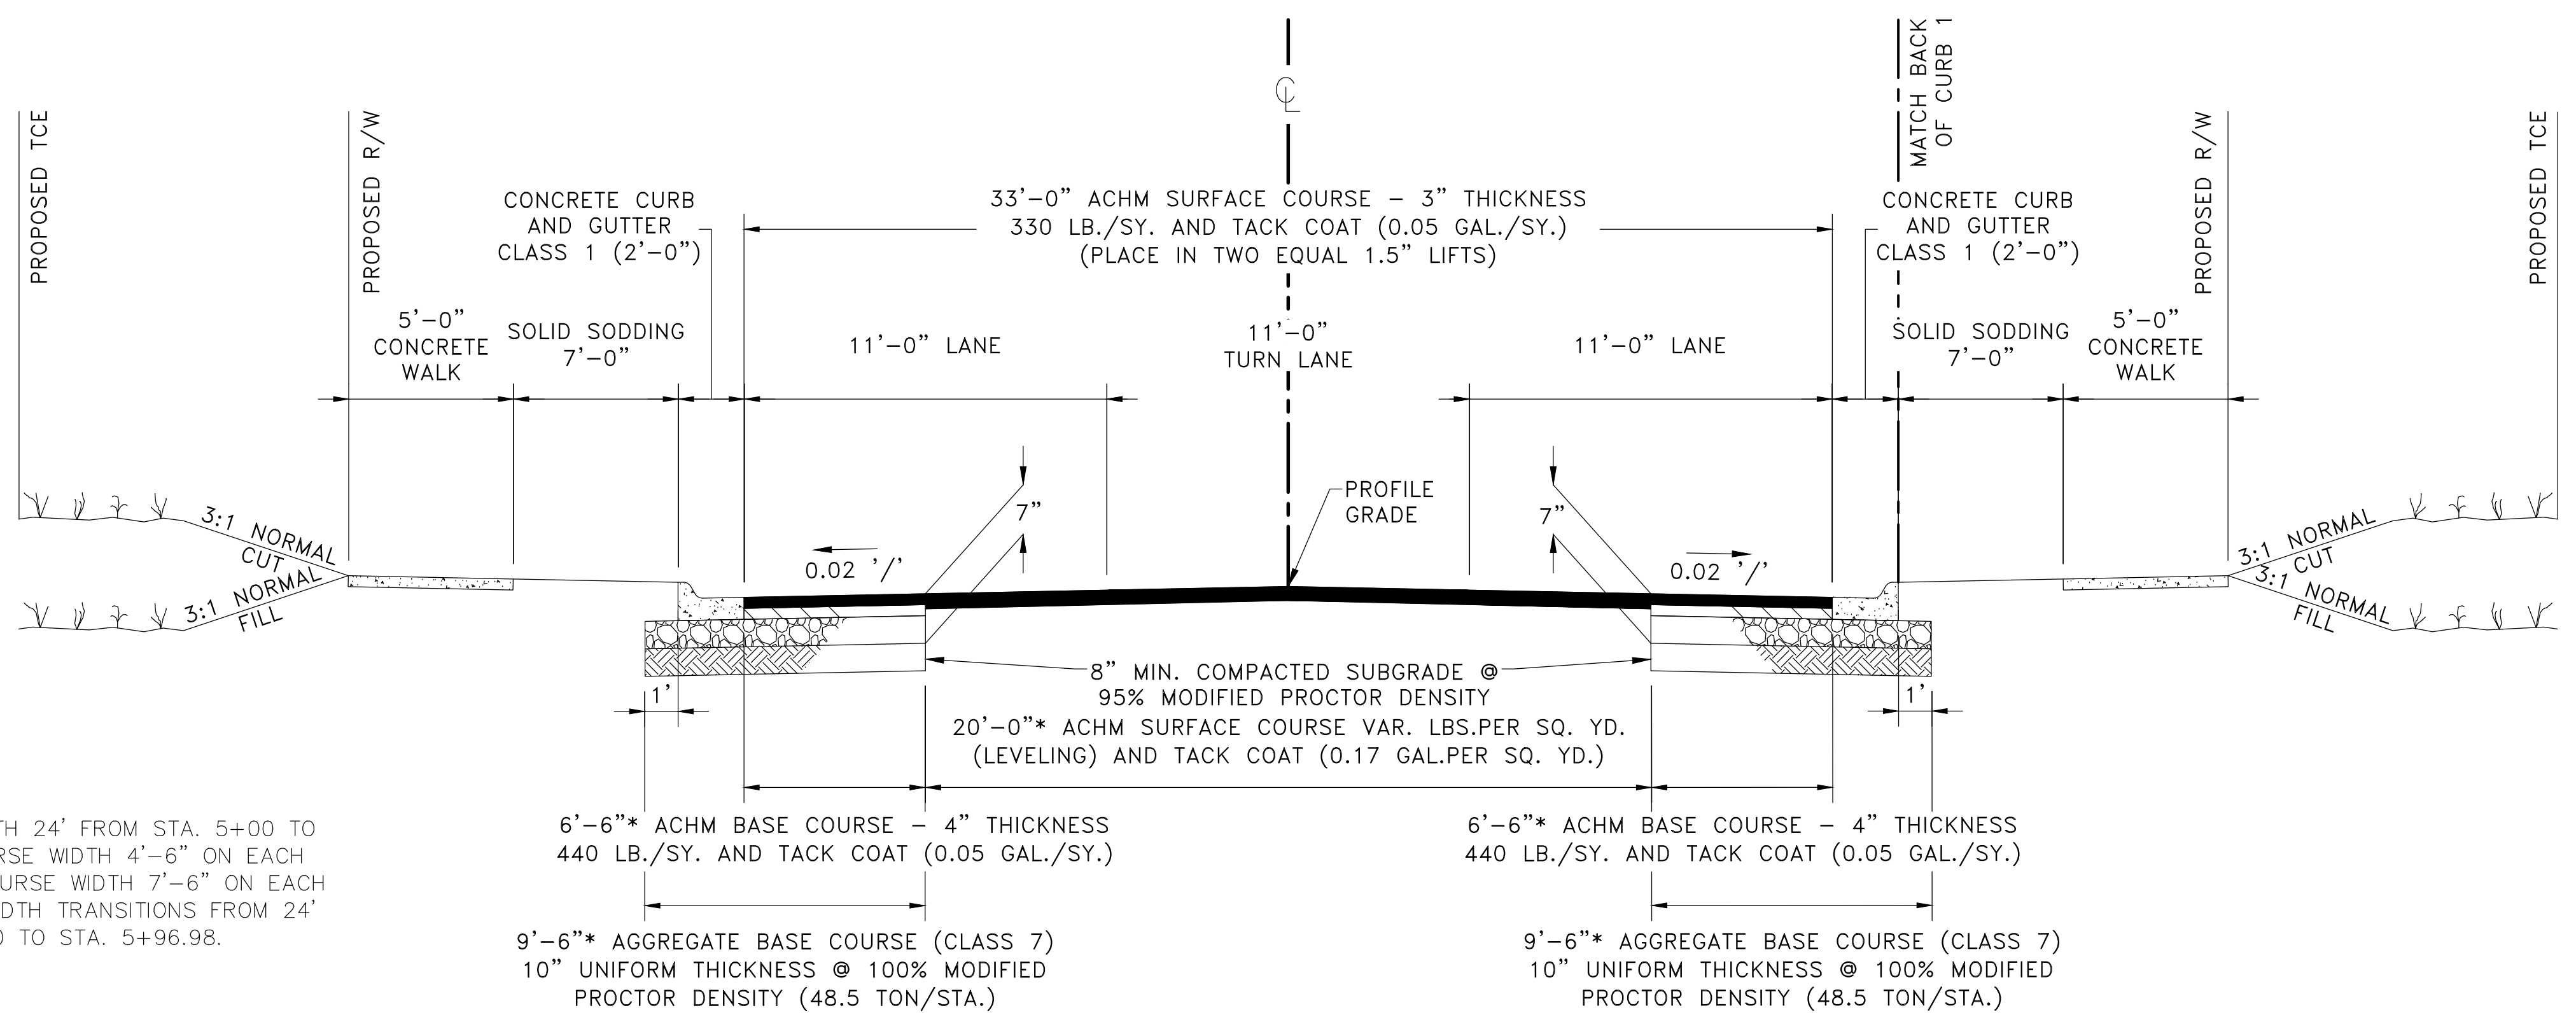 PROPOSED TCE
PROPOSED R/W
CONCRETE CURB
AND GUTTER
CLASS 1 (2'-0")
℄
33'-0" ACHM SURFACE COURSE - 3" THICKNESS
330 LB./SY. AND TACK COAT (0.05 GAL./SY.)
(PLACE IN TWO EQUAL 1.5" LIFTS)
MATCH BACK
OF CURB 1
CONCRETE CURB
AND GUTTER
CLASS 1 (2'-0")
PROPOSED R/W
PROPOSED TCE
5'-0"
CONCRETE
WALK
SOLID SODDING
7'-0"
11'-0" LANE
11'-0"
TURN LANE
11'-0" LANE
SOLID SODDING
7'-0"
5'-0"
CONCRETE
WALK
3:1 NORMAL
CUT
3:1 NORMAL
FILL
0.02 '/'
7"
PROFILE
GRADE
7"
0.02 '/'
3:1 NORMAL
CUT
3:1 NORMAL
FILL
1'
8" MIN. COMPACTED SUBGRADE @
95% MODIFIED PROCTOR DENSITY
1'
20'-0"* ACHM SURFACE COURSE VAR. LBS.PER SQ. YD.
(LEVELING) AND TACK COAT (0.17 GAL.PER SQ. YD.)
TH 24' FROM STA. 5+00 TO
RSE WIDTH 4'-6" ON EACH
OURSE WIDTH 7'-6" ON EACH
DTH TRANSITIONS FROM 24'
0 TO STA. 5+96.98.
6'-6"* ACHM BASE COURSE - 4" THICKNESS
440 LB./SY. AND TACK COAT (0.05 GAL./SY.)
6'-6"* ACHM BASE COURSE - 4" THICKNESS
440 LB./SY. AND TACK COAT (0.05 GAL./SY.)
9'-6"* AGGREGATE BASE COURSE (CLASS 7)
10" UNIFORM THICKNESS @ 100% MODIFIED
PROCTOR DENSITY (48.5 TON/STA.)
9'-6"* AGGREGATE BASE COURSE (CLASS 7)
10" UNIFORM THICKNESS @ 100% MODIFIED
PROCTOR DENSITY (48.5 TON/STA.)